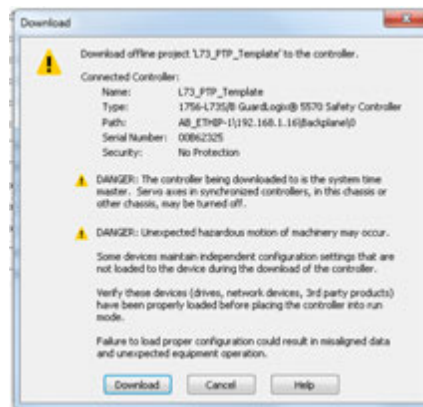 Download
Download offline project 'L73_PTP_Template' to the controller.
Connected Controller:
Name: L73_PTP_Template
Type: 1756-L73S/B GuardLogix® 5570 Safety Controller
Path: AB_ETHIP-1\192.168.1.16\Backplane\0
Serial Number: 00B62325
Security: No Protection
DANGER: The controller being downloaded to is the system time
master. Servo axes in synchronized controllers, in this chassis or
other chassis, may be turned off.
DANGER: Unexpected hazardous motion of machinery may occur.
Some devices maintain independent configuration settings that are
not loaded to the device during the download of the controller.
Verify these devices (drives, network devices, 3rd party products)
have been properly loaded before placing the controller into run
mode.
Failure to load proper configuration could result in misaligned data
and unexpected equipment operation.
Download Cancel Help